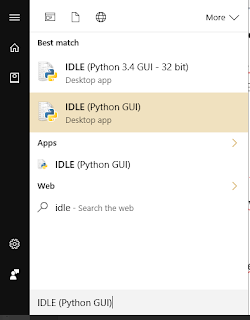 More
Best match
IDLE (Python 3.4 GUI - 32 bit)
Desktop app
IDLE (Python GUI)
Desktop app
Apps
IDLE (Python GUI)
Web
idle - Search the web
IDLE (Python GUI)